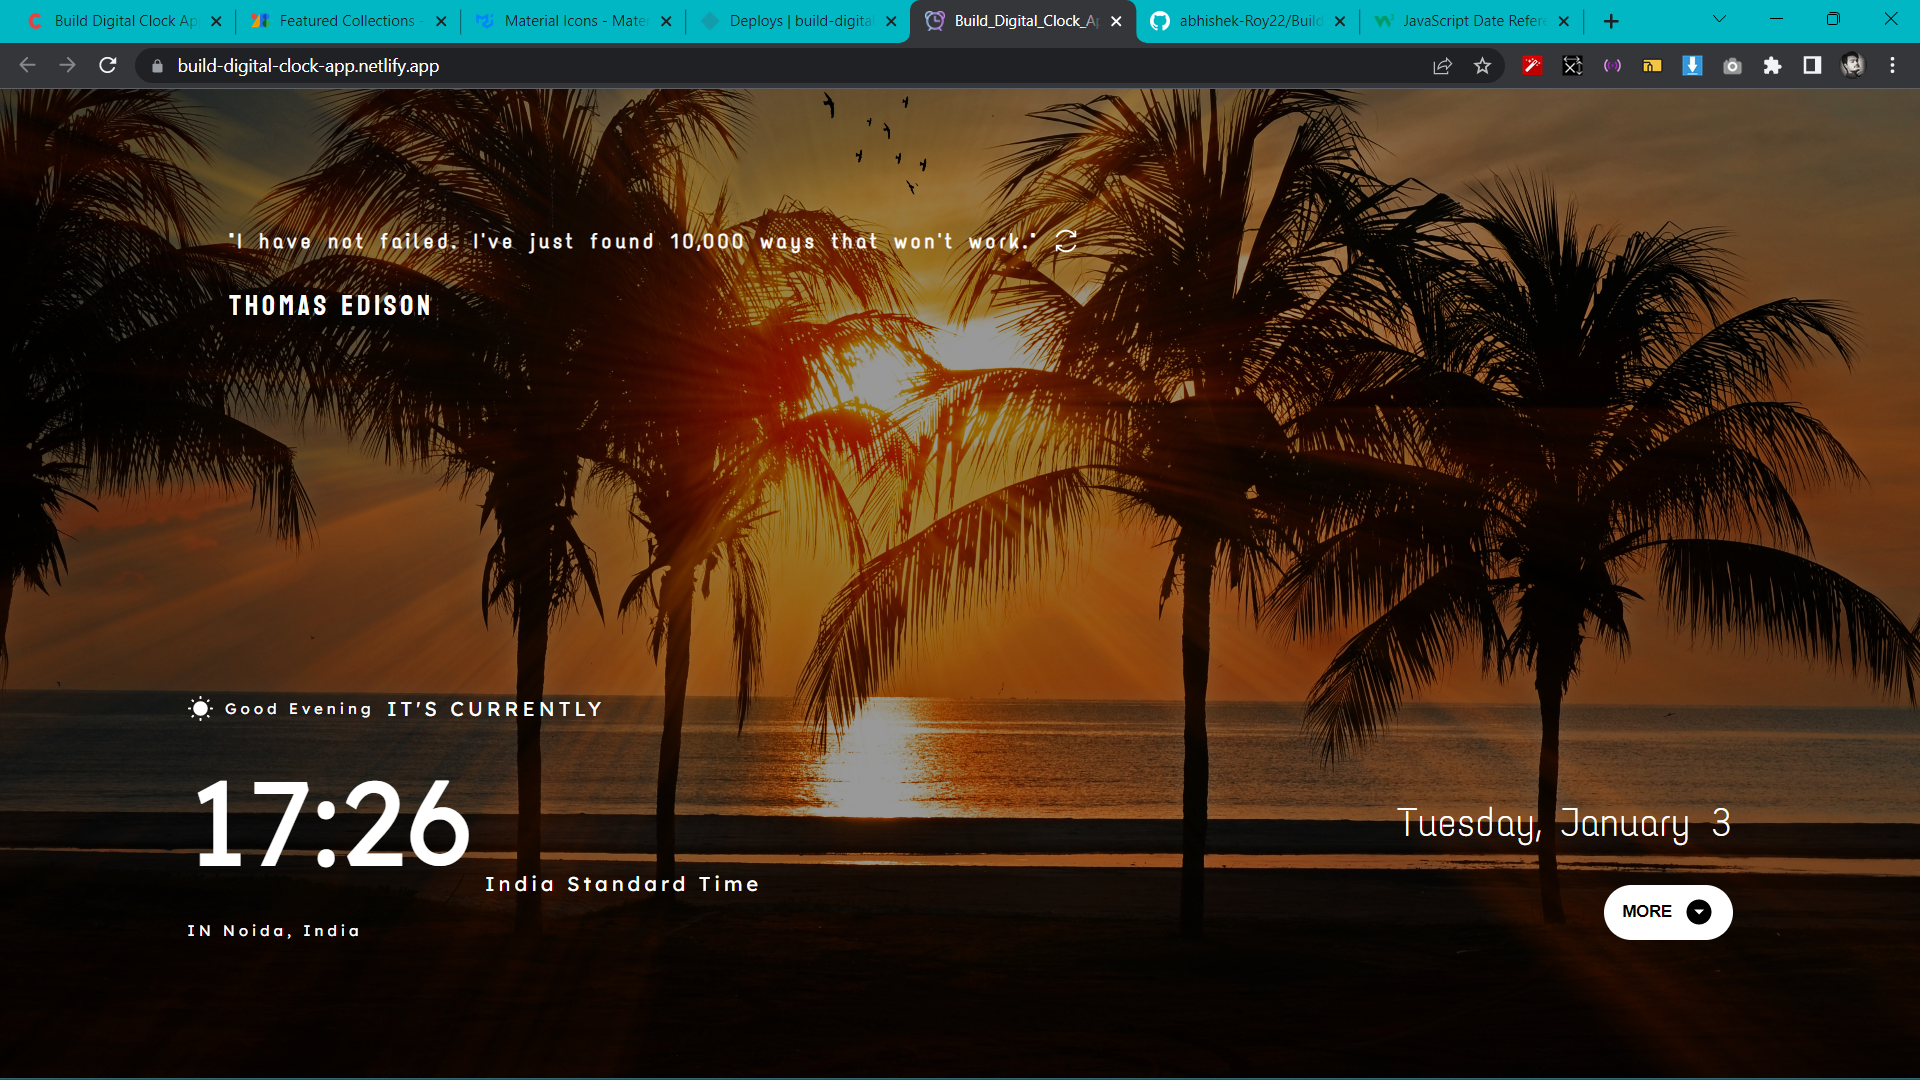 Build Digital Clock Ap
Featured Collections -
Material Icons - Mate
Deploys | build-digital
Build_Digital_Clock_A
abhishek-Roy22/Build
JavaScript Date Refere
build-digital-clock-app.netlify.app
"I have not failed. I've just found 10,000 ways that won't work."
THOMAS EDISON
Good Evening IT'S CURRENTLY
17:26
India Standard Time
IN Noida, India
Tuesday, January 3
MORE